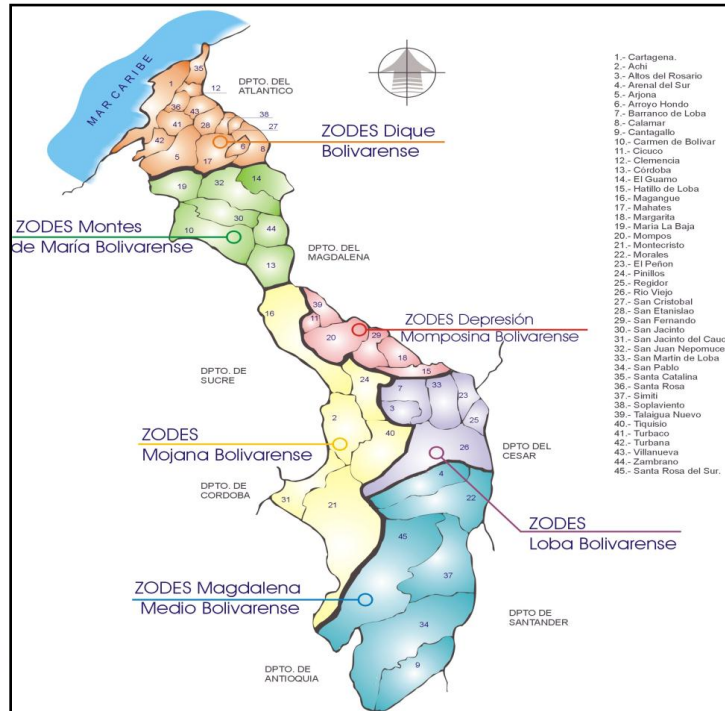 MAR CARIBE
DPTO. DEL
ATLANTICO
35
1
12
36
43
38
41
28
27
42
5
17
6
8
ZODES Dique
Bolivarense
19
32
14
30
10
44
13
ZODES Montes
de María Bolivarense
DPTO. DEL
MAGDALENA
16
39
11
29
20
18
15
ZODES Depresión
Momposina Bolivarense
DPTO. DE
SUCRE
24
7
33
23
3
25
2
40
26
ZODES
Mojana Bolivarense
DPTO DEL
CESAR
DPTO. DE
CORDOBA
31
21
4
22
ZODES
Loba Bolivarense
45
37
ZODES Magdalena
Medio Bolivarense
DPTO DE
SANTANDER
34
9
DPTO. DE
ANTIOQUIA
1.- Cartagena.
2.- Achi
3.- Altos del Rosario
4.- Arenal del Sur
5.- Arjona
6.- Arroyo Hondo
7.- Barranco de Loba
8.- Calamar
9.- Cantagallo
10.- Carmen de Bolivar
11.- Cicuco
12.- Clemencia
13.- Córdoba
14.- El Guamo
15.- Hatillo de Loba
16.- Magangue
17.- Mahates
18.- Margarita
19.- Maria La Baja
20.- Mompos
21.- Montecristo
22.- Morales
23.- El Peñon
24.- Pinillos
25.- Regidor
26.- Rio Viejo
27.- San Cristobal
28.- San Etanislao
29.- San Fernando
30.- San Jacinto
31.- San Jacinto del Cauc
32.- San Juan Nepomuce
33.- San Martin de Loba
34.- San Pablo
35.- Santa Catalina
36.- Santa Rosa
37.- Simiti
38.- Soplaviento
39.- Talaigua Nuevo
40.- Tiquisio
41.- Turbaco
42.- Turbana
43.- Villanueva
44.- Zambrano
45.- Santa Rosa del Sur.